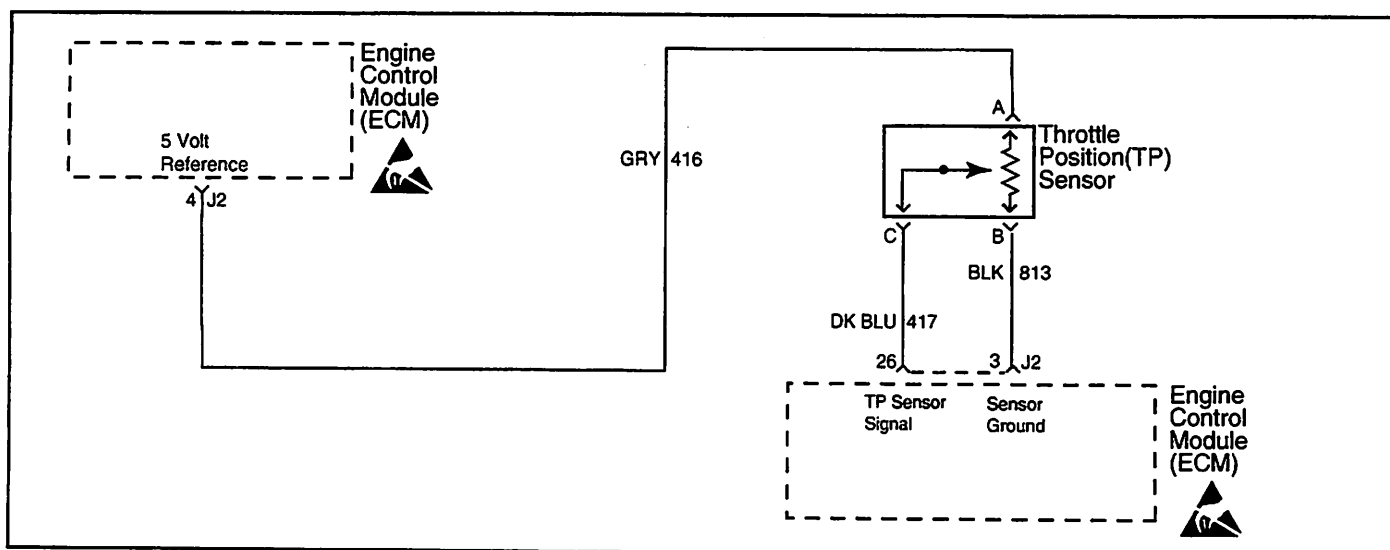 Engine
Control
Module
(ECM)
5 Volt
Reference
4 J2
GRY 416
A
Throttle
Position(TP)
Sensor
C B
BLK 813
DK BLU 417
26 3 J2
TP Sensor
Signal
Sensor
Ground
Engine
Control
Module
(ECM)